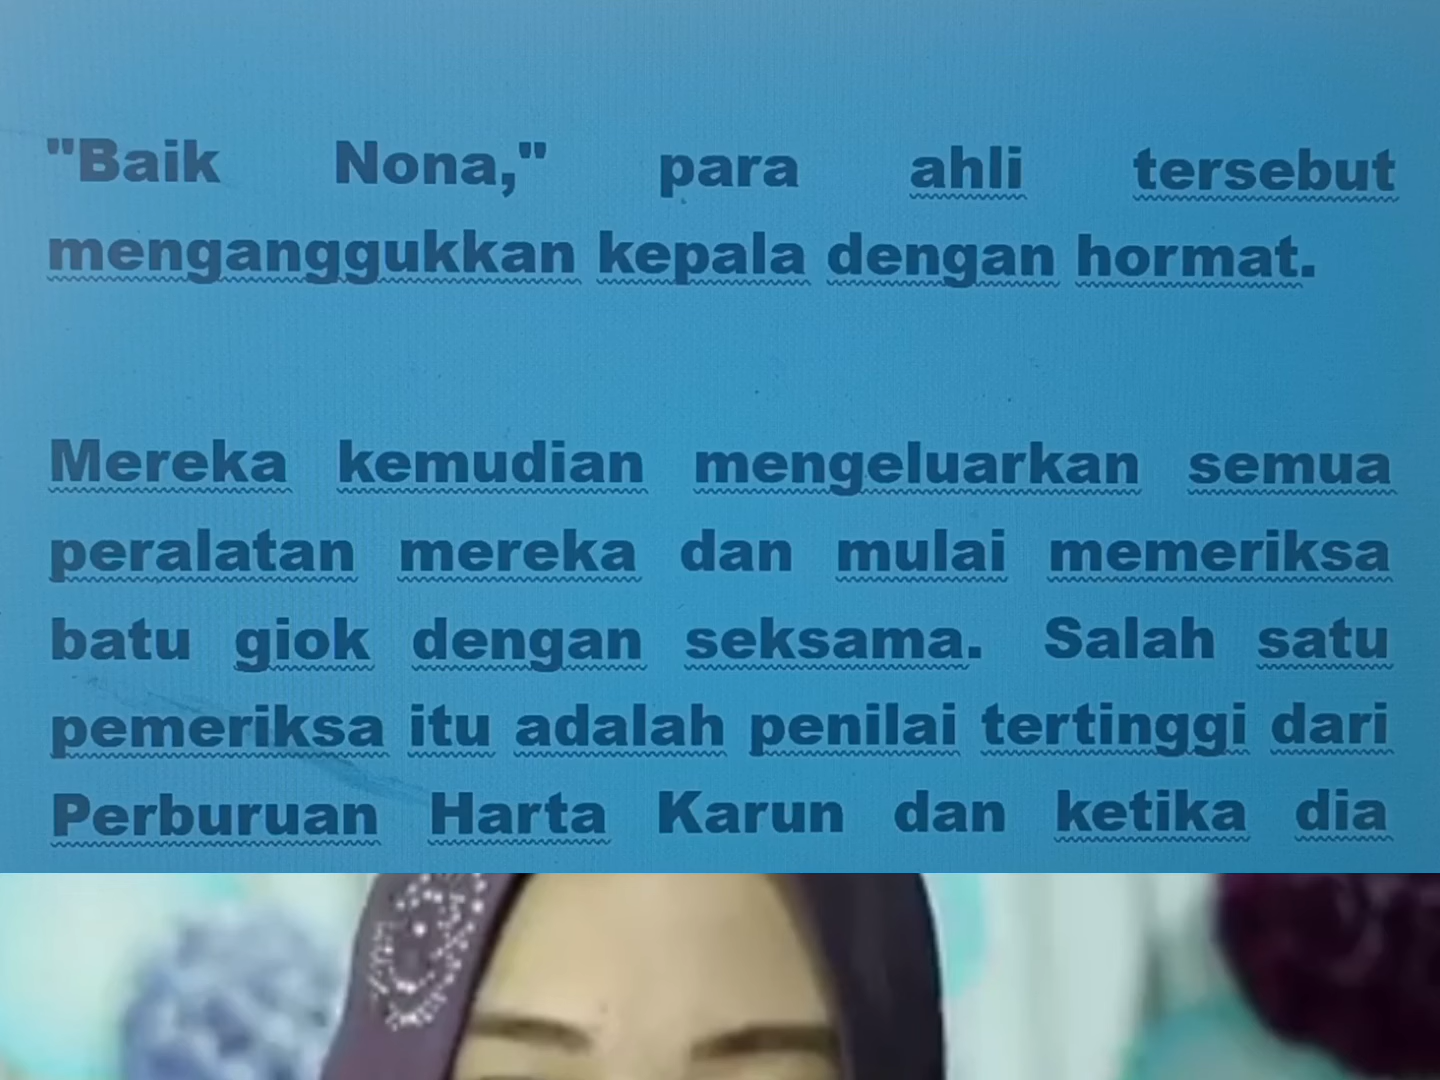 "Baik Nona," para ahli tersebut
menganggukkan kepala dengan hormat.
Mereka kemudian mengeluarkan semua
peralatan mereka dan mulai memeriksa
batu giok dengan seksama. Salah satu
pemeriksa itu adalah penilai tertinggi dari
Perburuan Harta Karun dan ketika dia